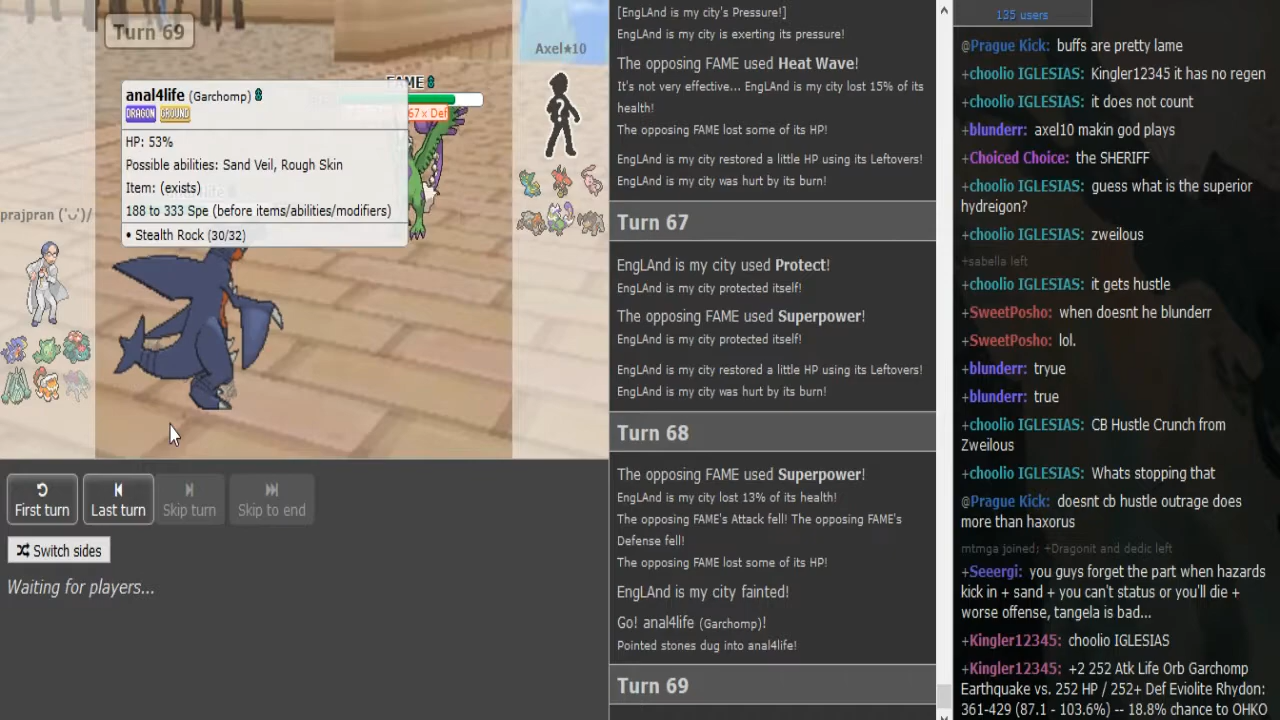 Turn 69
anal4life (Garchomp)
DRAGON GROUND
HP: 53%
Possible abilities: Sand Veil, Rough Skin
Item: (exists)
188 to 333 Spe (before items/abilities/modifiers)
• Stealth Rock (30/32)
FAME
67 x Def
Axel★10
prajpran ('ᴗ')/
First turn
Last turn
Skip turn
Skip to end
Switch sides
Waiting for players...
[EngLAnd is my city's Pressure!]
EngLAnd is my city is exerting its pressure!
The opposing FAME used Heat Wave!
It's not very effective... EngLAnd is my city lost 15% of its
health!
The opposing FAME lost some of its HP!
EngLAnd is my city restored a little HP using its Leftovers!
EngLAnd is my city was hurt by its burn!
Turn 67
EngLAnd is my city used Protect!
EngLAnd is my city protected itself!
The opposing FAME used Superpower!
EngLAnd is my city protected itself!
EngLAnd is my city restored a little HP using its Leftovers!
EngLAnd is my city was hurt by its burn!
Turn 68
The opposing FAME used Superpower!
EngLAnd is my city lost 13% of its health!
The opposing FAME's Attack fell! The opposing FAME's
Defense fell!
The opposing FAME lost some of its HP!
EngLAnd is my city fainted!
Go! anal4life (Garchomp)!
Pointed stones dug into anal4life!
Turn 69
135 users
@Prague Kick: buffs are pretty lame
+choolio IGLESIAS: Kingler12345 it has no regen
+choolio IGLESIAS: it does not count
+blunderr: axel10 makin god plays
+Choiced Choice: the SHERIFF
+choolio IGLESIAS: guess what is the superior
hydreigon?
+choolio IGLESIAS: zweilous
+sabella left
+choolio IGLESIAS: it gets hustle
+SweetPosho: when doesnt he blunderr
+SweetPosho: lol.
+blunderr: tryue
+blunderr: true
+choolio IGLESIAS: CB Hustle Crunch from
Zweilous
+choolio IGLESIAS: Whats stopping that
@Prague Kick: doesnt cb hustle outrage does
more than haxorus
mtmga joined; +Dragonit and dedic left
+Seeergi: you guys forget the part when hazards
kick in + sand + you can't status or you'll die +
worse offense, tangela is bad...
+Kingler12345: choolio IGLESIAS
+Kingler12345: +2 252 Atk Life Orb Garchomp
Earthquake vs. 252 HP / 252+ Def Eviolite Rhydon:
361-429 (87.1 - 103.6%) -- 18.8% chance to OHKO